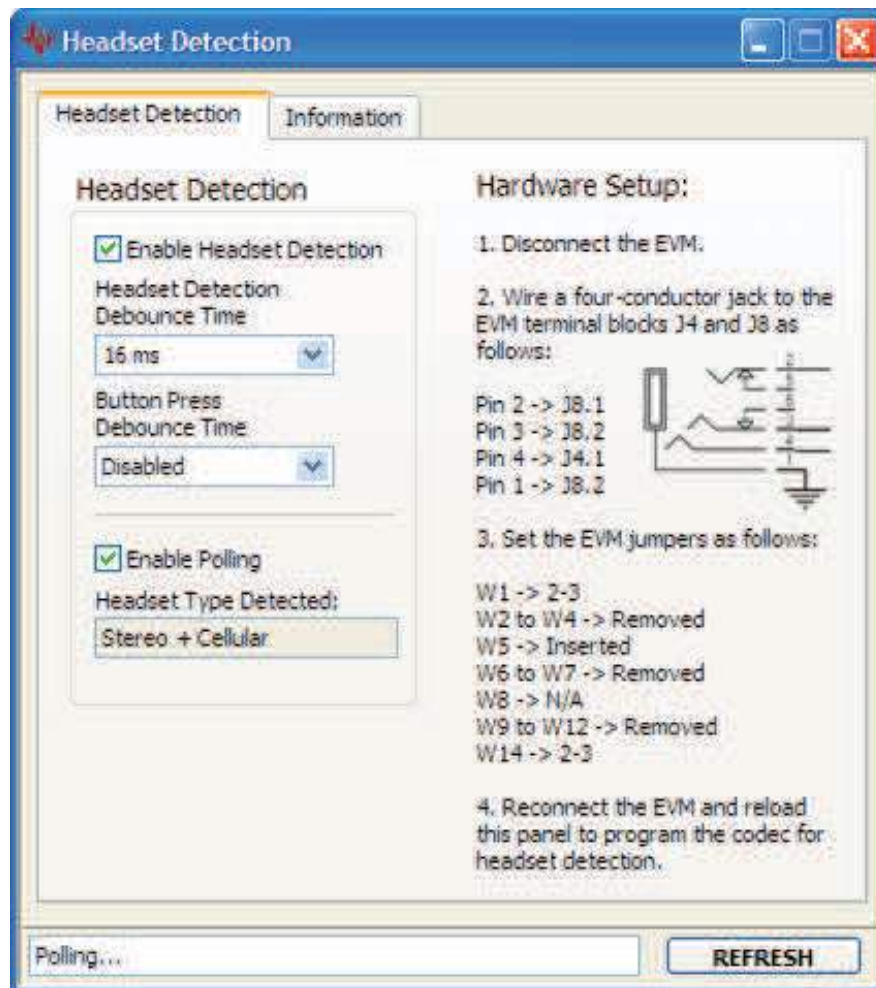 Headset Detection
Headset Detection
Information
Headset Detection
Enable Headset Detection
Headset Detection
Debounce Time
16 ms
Button Press
Debounce Time
Disabled
Enable Polling
Headset Type Detected:
Stereo + Cellular
Hardware Setup:
1. Disconnect the EVM.
2. Wire a four-conductor jack to the
EVM terminal blocks J4 and J8 as
follows:
Pin 2 -> J8.1
Pin 3 -> J8.2
Pin 4 -> J4.1
Pin 1 -> J8.2
3. Set the EVM jumpers as follows:
W1 -> 2-3
W2 to W4 -> Removed
W5 -> Inserted
W6 to W7 -> Removed
W8 -> N/A
W9 to W12 -> Removed
W14 -> 2-3
4. Reconnect the EVM and reload
this panel to program the codec for
headset detection.
Polling...
REFRESH